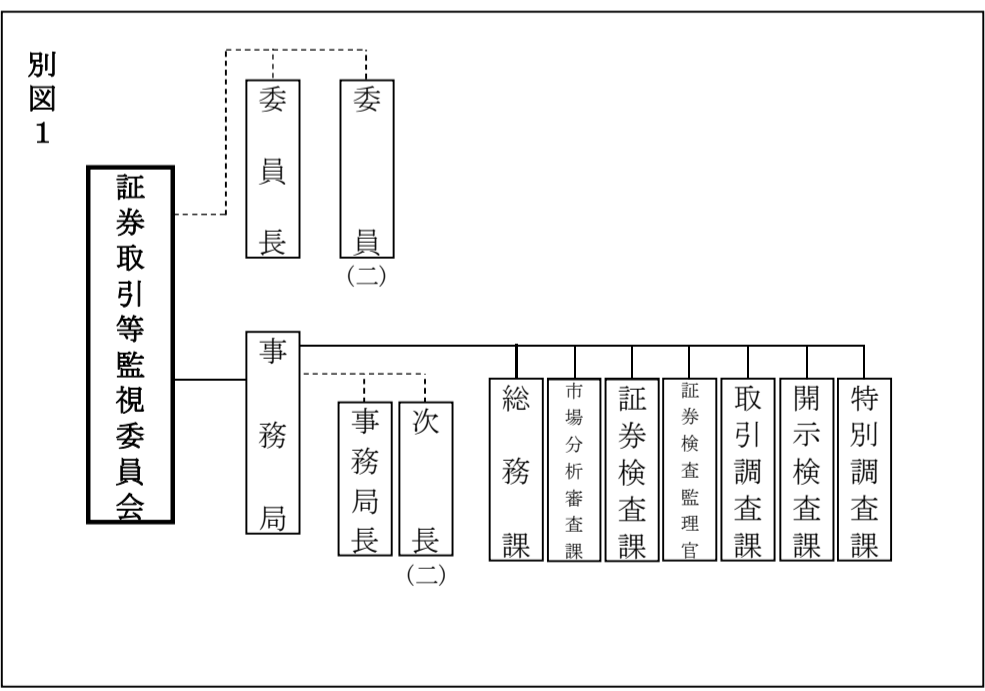 別図1
証券取引等監視委員会
委員長
委員
(二)
事務局
事務局長
次長
(二)
総務課
市場分析審査課
証券検査課
証券検査監理官
取引調査課
開示検査課
特別調査課